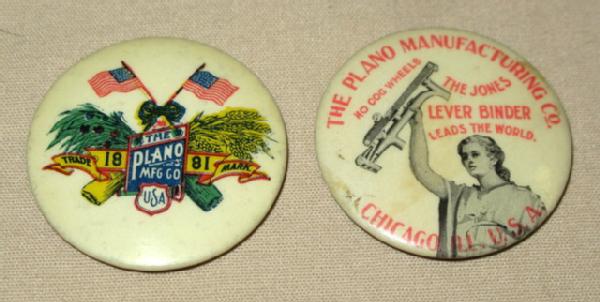 THE
PLANO
MFG CO
TRADE 18 81 MARK
USA
THE PLANO MANUFACTURING CO.
NO COG-WHEELS
THE JONES
LEVER BINDER
LEADS THE WORLD.
CHICAGO ILL. U.S.A.